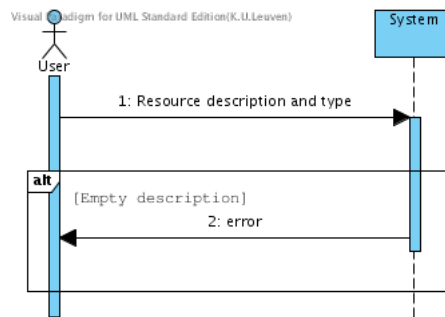 Visual Paradigm for UML Standard Edition(K.U.Leuven)
System
User
1: Resource description and type
alt
[Empty description]
2: error